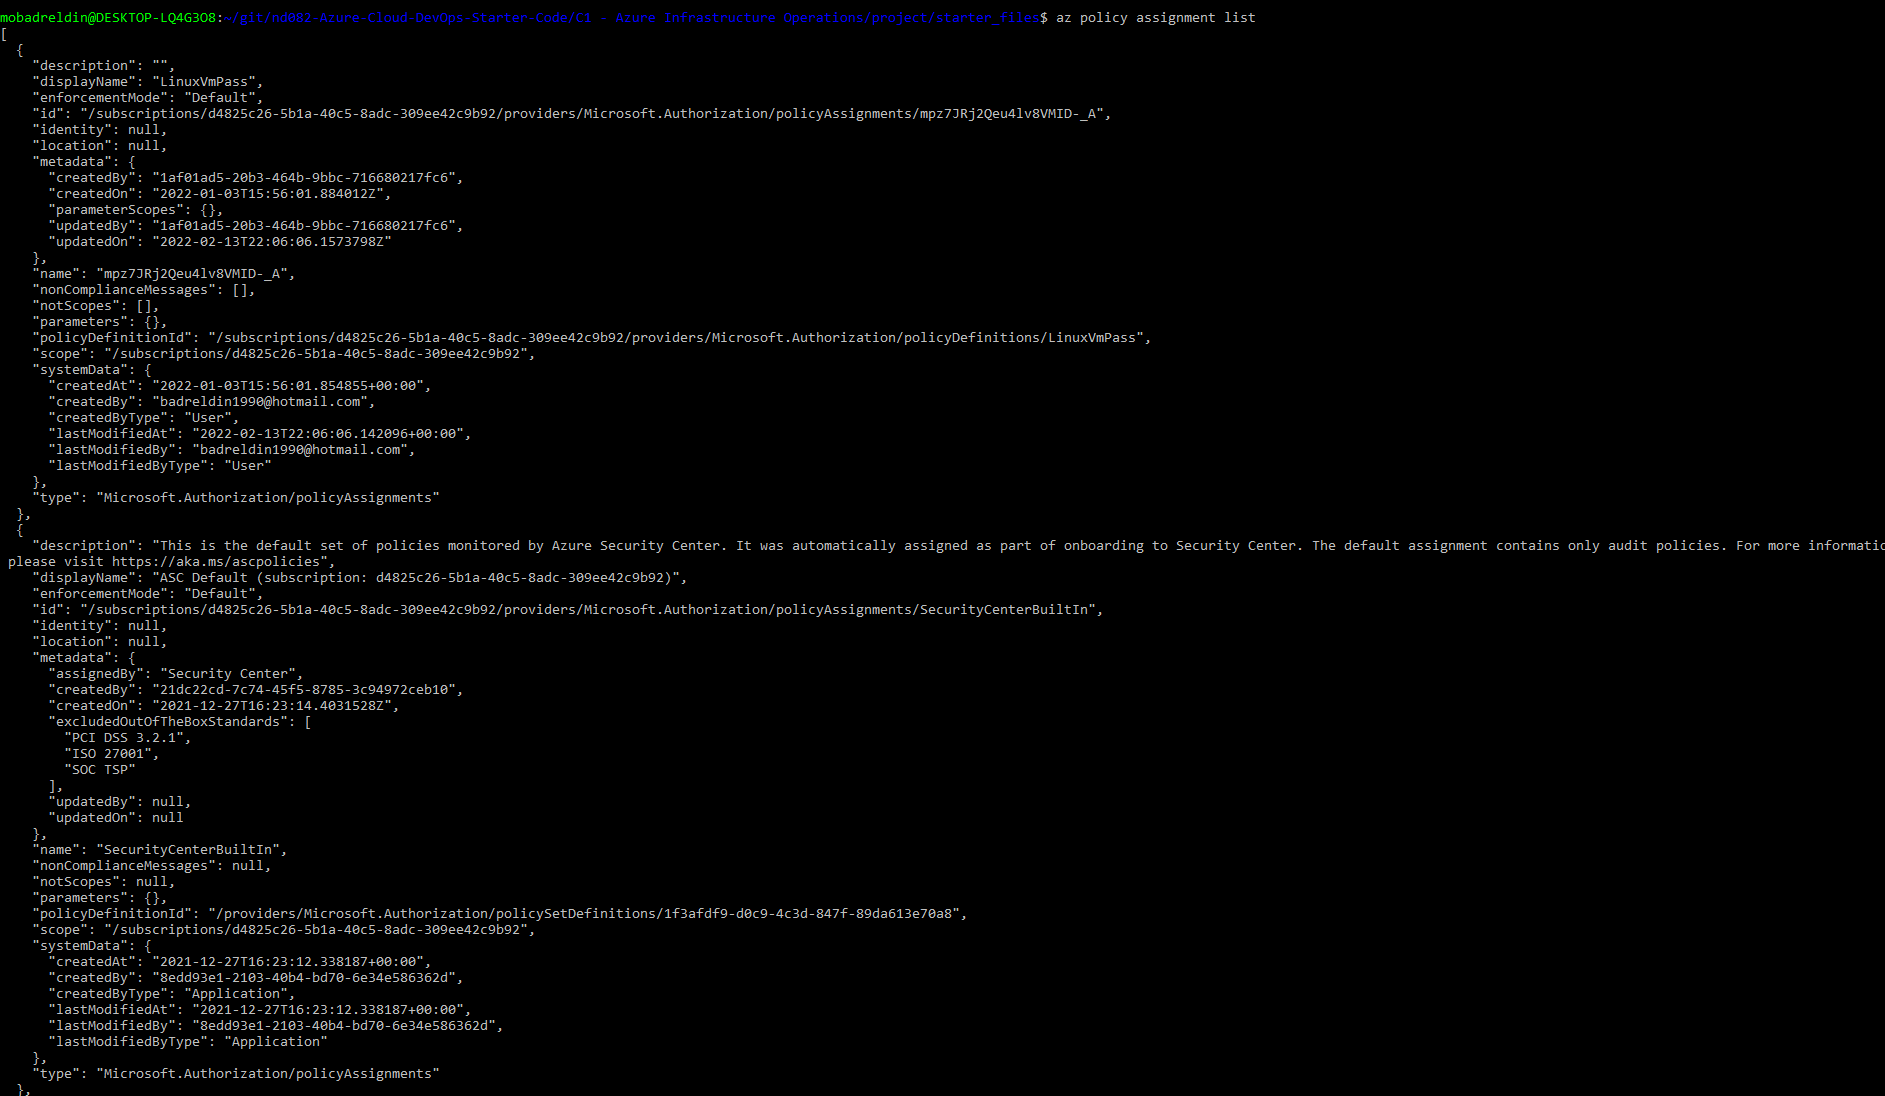 mobadreldin@DESKTOP-LQ4G3O8:~/git/nd082-Azure-Cloud-DevOps-Starter-Code/C1 - Azure Infrastructure Operations/project/starter_files$ az policy assignment list
[
  {
    "description": "",
    "displayName": "LinuxVmPass",
    "enforcementMode": "Default",
    "id": "/subscriptions/d4825c26-5b1a-40c5-8adc-309ee42c9b92/providers/Microsoft.Authorization/policyAssignments/mpz7JRj2Qeu4lv8VMID-_A",
    "identity": null,
    "location": null,
    "metadata": {
      "createdBy": "1af01ad5-20b3-464b-9bbc-716680217fc6",
      "createdOn": "2022-01-03T15:56:01.884012Z",
      "parameterScopes": {},
      "updatedBy": "1af01ad5-20b3-464b-9bbc-716680217fc6",
      "updatedOn": "2022-02-13T22:06:06.1573798Z"
    },
    "name": "mpz7JRj2Qeu4lv8VMID-_A",
    "nonComplianceMessages": [],
    "notScopes": [],
    "parameters": {},
    "policyDefinitionId": "/subscriptions/d4825c26-5b1a-40c5-8adc-309ee42c9b92/providers/Microsoft.Authorization/policyDefinitions/LinuxVmPass",
    "scope": "/subscriptions/d4825c26-5b1a-40c5-8adc-309ee42c9b92",
    "systemData": {
      "createdAt": "2022-01-03T15:56:01.854855+00:00",
      "createdBy": "badreldin1990@hotmail.com",
      "createdByType": "User",
      "lastModifiedAt": "2022-02-13T22:06:06.142096+00:00",
      "lastModifiedBy": "badreldin1990@hotmail.com",
      "lastModifiedByType": "User"
    },
    "type": "Microsoft.Authorization/policyAssignments"
  },
  {
    "description": "This is the default set of policies monitored by Azure Security Center. It was automatically assigned as part of onboarding to Security Center. The default assignment contains only audit policies. For more informatio
 please visit https://aka.ms/ascpolicies",
    "displayName": "ASC Default (subscription: d4825c26-5b1a-40c5-8adc-309ee42c9b92)",
    "enforcementMode": "Default",
    "id": "/subscriptions/d4825c26-5b1a-40c5-8adc-309ee42c9b92/providers/Microsoft.Authorization/policyAssignments/SecurityCenterBuiltIn",
    "identity": null,
    "location": null,
    "metadata": {
      "assignedBy": "Security Center",
      "createdBy": "21dc22cd-7c74-45f5-8785-3c94972ceb10",
      "createdOn": "2021-12-27T16:23:14.4031528Z",
      "excludedOutOfTheBoxStandards": [
        "PCI DSS 3.2.1",
        "ISO 27001",
        "SOC TSP"
      ],
      "updatedBy": null,
      "updatedOn": null
    },
    "name": "SecurityCenterBuiltIn",
    "nonComplianceMessages": null,
    "notScopes": null,
    "parameters": {},
    "policyDefinitionId": "/providers/Microsoft.Authorization/policySetDefinitions/1f3afdf9-d0c9-4c3d-847f-89da613e70a8",
    "scope": "/subscriptions/d4825c26-5b1a-40c5-8adc-309ee42c9b92",
    "systemData": {
      "createdAt": "2021-12-27T16:23:12.338187+00:00",
      "createdBy": "8edd93e1-2103-40b4-bd70-6e34e586362d",
      "createdByType": "Application",
      "lastModifiedAt": "2021-12-27T16:23:12.338187+00:00",
      "lastModifiedBy": "8edd93e1-2103-40b4-bd70-6e34e586362d",
      "lastModifiedByType": "Application"
    },
    "type": "Microsoft.Authorization/policyAssignments"
  },